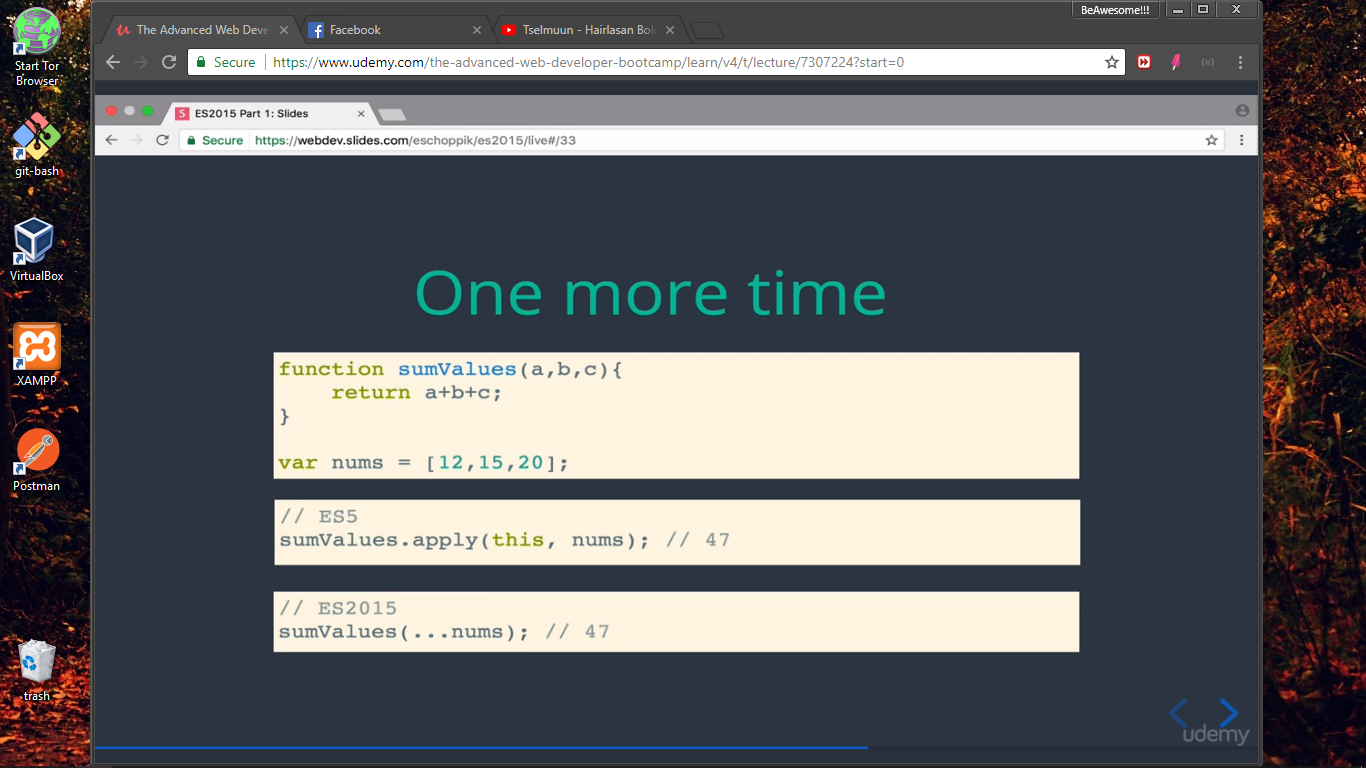 BeAwesome!!!
The Advanced Web Deve
Facebook
Tselmuun - Hairlasan Bol
Secure
https://www.udemy.com/the-advanced-web-developer-bootcamp/learn/v4/t/lecture/7307224?start=0
Start Tor
Browser
git-bash
VirtualBox
XAMPP
Postman
trash
S ES2015 Part 1: Slides
Secure
https://webdev.slides.com/eschoppik/es2015/live#/33
One more time
function sumValues(a,b,c){
    return a+b+c;
}
var nums = [12,15,20];
// ES5
sumValues.apply(this, nums); // 47
// ES2015
sumValues(...nums); // 47
udemy